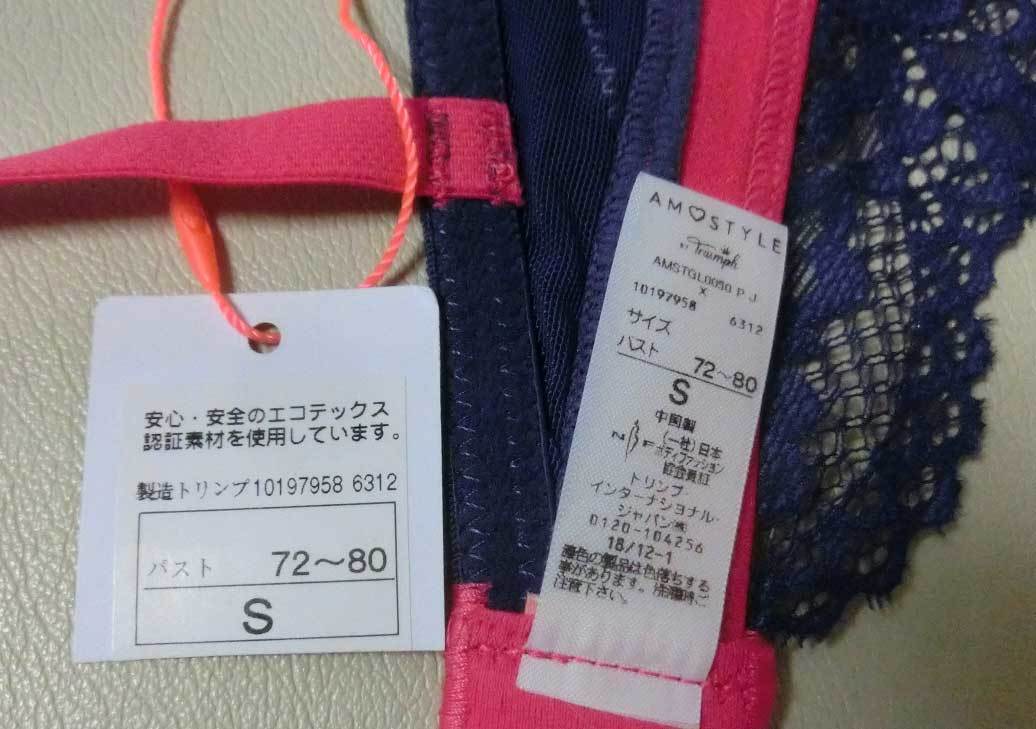 安心・安全のエコテックス
認証素材を使用しています。
製造トリンプ10197958 6312
バスト 72〜80
S
AMOSTYLE
BY Triumph
AMSTGL0050 P J
X
10197958 6312
サイズ
バスト 72〜80
S
中国製
(一社)日本
ボディファッション
協会員証
トリンプ・
インターナショナル・
ジャパン㈱
0120-104256
18/12-1
濃色の製品は色落ちする
事があります。洗濯時ご
注意下さい。